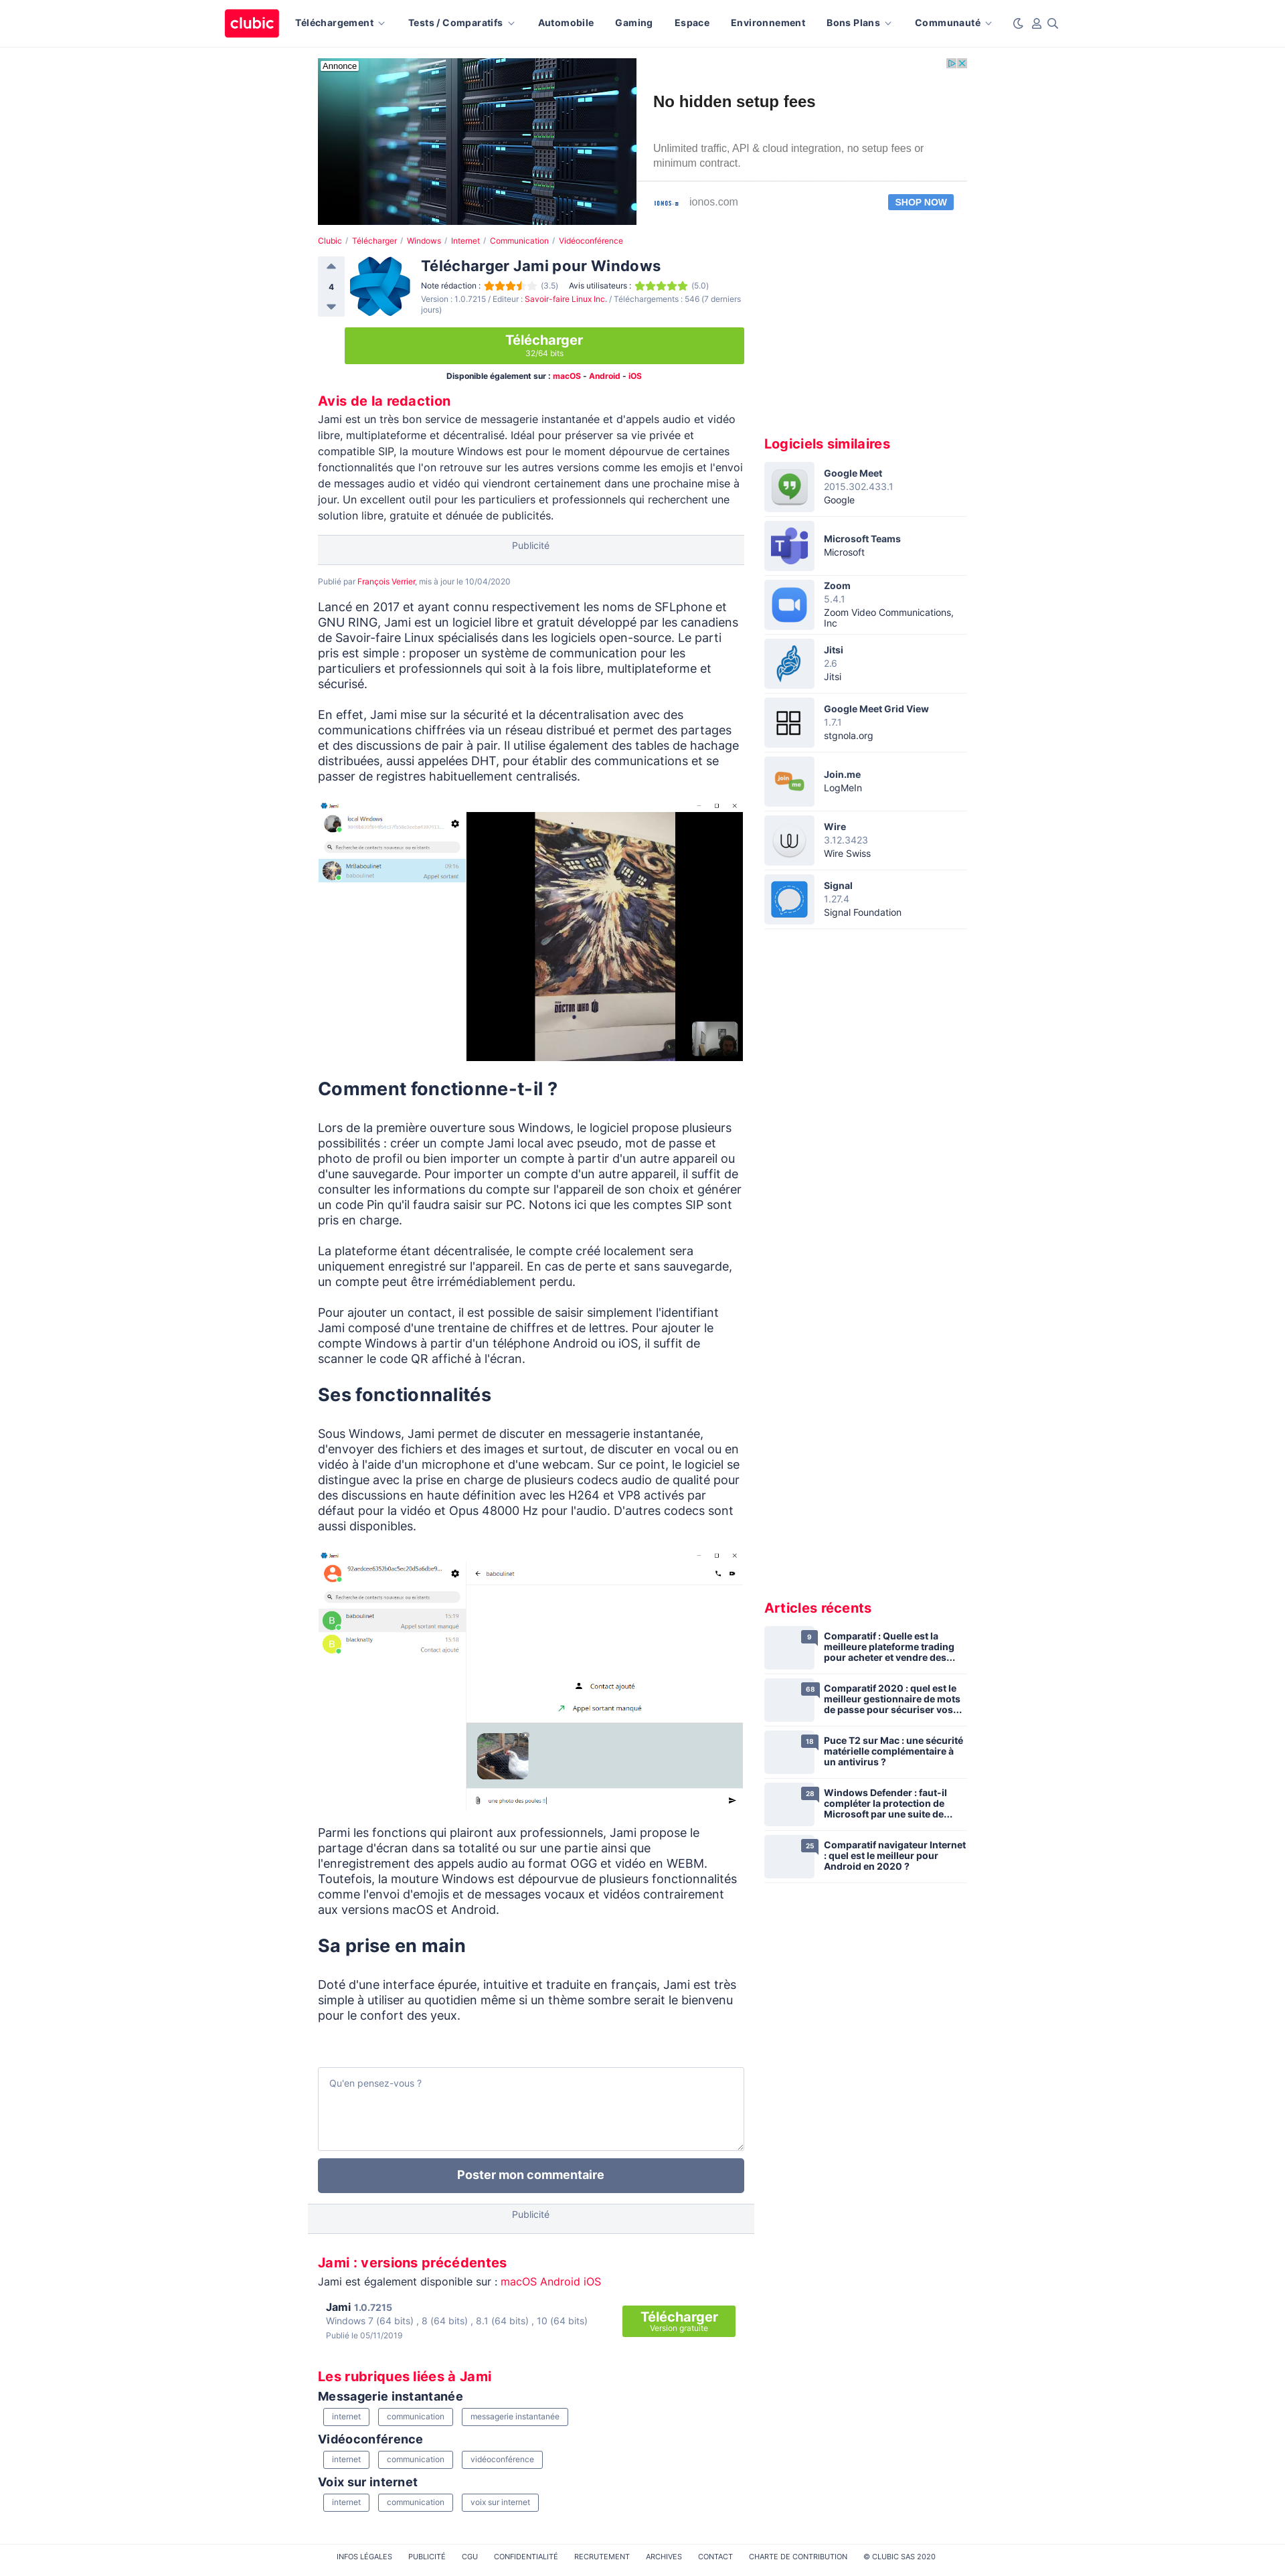 clubic
Téléchargement
Tests / Comparatifs
Automobile
Gaming
Espace
Environnement
Bons Plans
Communauté
Annonce
No hidden setup fees
Unlimited traffic, API & cloud integration, no setup fees or
minimum contract.
IONOS
ionos.com
SHOP NOW
Clubic / Télécharger / Windows / Internet / Communication / Vidéoconférence
4
Télécharger Jami pour Windows
Note rédaction : (3.5) Avis utilisateurs : (5.0)
Version : 1.0.7215 / Editeur : Savoir-faire Linux Inc. / Téléchargements : 546 (7 derniers
jours)
Télécharger
32/64 bits
Disponible également sur : macOS - Android - iOS
Avis de la redaction
Jami est un très bon service de messagerie instantanée et d'appels audio et vidéo
libre, multiplateforme et décentralisé. Idéal pour préserver sa vie privée et
compatible SIP, la mouture Windows est pour le moment dépourvue de certaines
fonctionnalités que l'on retrouve sur les autres versions comme les emojis et l'envoi
de messages audio et vidéo qui viendront certainement dans une prochaine mise à
jour. Un excellent outil pour les particuliers et professionnels qui recherchent une
solution libre, gratuite et dénuée de publicités.
Publicité
Publié par François Verrier, mis à jour le 10/04/2020
Lancé en 2017 et ayant connu respectivement les noms de SFLphone et
GNU RING, Jami est un logiciel libre et gratuit développé par les canadiens
de Savoir-faire Linux spécialisés dans les logiciels open-source. Le parti
pris est simple : proposer un système de communication pour les
particuliers et professionnels qui soit à la fois libre, multiplateforme et
sécurisé.
En effet, Jami mise sur la sécurité et la décentralisation avec des
communications chiffrées via un réseau distribué et permet des partages
et des discussions de pair à pair. Il utilise également des tables de hachage
distribuées, aussi appelées DHT, pour établir des communications et se
passer de registres habituellement centralisés.
Jami
local Windows
Recherche de contacts nouveaux ou existants
Mrllaboulinet
09:16
baboulinet
Appel sortant
DOCTOR WHO
Comment fonctionne-t-il ?
Lors de la première ouverture sous Windows, le logiciel propose plusieurs
possibilités : créer un compte Jami local avec pseudo, mot de passe et
photo de profil ou bien importer un compte à partir d'un autre appareil ou
d'une sauvegarde. Pour importer un compte d'un autre appareil, il suffit de
consulter les informations du compte sur l'appareil de son choix et générer
un code Pin qu'il faudra saisir sur PC. Notons ici que les comptes SIP sont
pris en charge.
La plateforme étant décentralisée, le compte créé localement sera
uniquement enregistré sur l'appareil. En cas de perte et sans sauvegarde,
un compte peut être irrémédiablement perdu.
Pour ajouter un contact, il est possible de saisir simplement l'identifiant
Jami composé d'une trentaine de chiffres et de lettres. Pour ajouter le
compte Windows à partir d'un téléphone Android ou iOS, il suffit de
scanner le code QR affiché à l'écran.
Ses fonctionnalités
Sous Windows, Jami permet de discuter en messagerie instantanée,
d'envoyer des fichiers et des images et surtout, de discuter en vocal ou en
vidéo à l'aide d'un microphone et d'une webcam. Sur ce point, le logiciel se
distingue avec la prise en charge de plusieurs codecs audio de qualité pour
des discussions en haute définition avec les H264 et VP8 activés par
défaut pour la vidéo et Opus 48000 Hz pour l'audio. D'autres codecs sont
aussi disponibles.
Jami
Recherche de contacts nouveaux ou existants
baboulinet
B
baboulinet
15:19
Appel sortant manqué
B
blacknally
15:18
Contact ajouté
Contact ajouté
Appel sortant manqué
une photo des poules !
Parmi les fonctions qui plairont aux professionnels, Jami propose le
partage d'écran dans sa totalité ou sur une partie ainsi que
l'enregistrement des appels audio au format OGG et vidéo en WEBM.
Toutefois, la mouture Windows est dépourvue de plusieurs fonctionnalités
comme l'envoi d'emojis et de messages vocaux et vidéos contrairement
aux versions macOS et Android.
Sa prise en main
Doté d'une interface épurée, intuitive et traduite en français, Jami est très
simple à utiliser au quotidien même si un thème sombre serait le bienvenu
pour le confort des yeux.
Qu'en pensez-vous ?
Poster mon commentaire
Publicité
Jami : versions précédentes
Jami est également disponible sur : macOS Android iOS
Jami 1.0.7215
Windows 7 (64 bits) , 8 (64 bits) , 8.1 (64 bits) , 10 (64 bits)
Publié le 05/11/2019
Télécharger
Version gratuite
Les rubriques liées à Jami
Messagerie instantanée
internet
communication
messagerie instantanée
Vidéoconférence
internet
communication
vidéoconférence
Voix sur internet
internet
communication
voix sur internet
Logiciels similaires
Google Meet
2015.302.433.1
Google
Microsoft Teams
Microsoft
Zoom
5.4.1
Zoom Video Communications,
Inc
Jitsi
2.6
Jitsi
Google Meet Grid View
1.7.1
stgnola.org
join
me
Join.me
LogMeIn
Wire
3.12.3423
Wire Swiss
Signal
1.27.4
Signal Foundation
Articles récents
9
Comparatif : Quelle est la
meilleure plateforme trading
pour acheter et vendre des...
68
Comparatif 2020 : quel est le
meilleur gestionnaire de mots
de passe pour sécuriser vos...
18
Puce T2 sur Mac : une sécurité
matérielle complémentaire à
un antivirus ?
28
Windows Defender : faut-il
compléter la protection de
Microsoft par une suite de...
25
Comparatif navigateur Internet
: quel est le meilleur pour
Android en 2020 ?
INFOS LÉGALES
PUBLICITÉ
CGU
CONFIDENTIALITÉ
RECRUTEMENT
ARCHIVES
CONTACT
CHARTE DE CONTRIBUTION
© CLUBIC SAS 2020